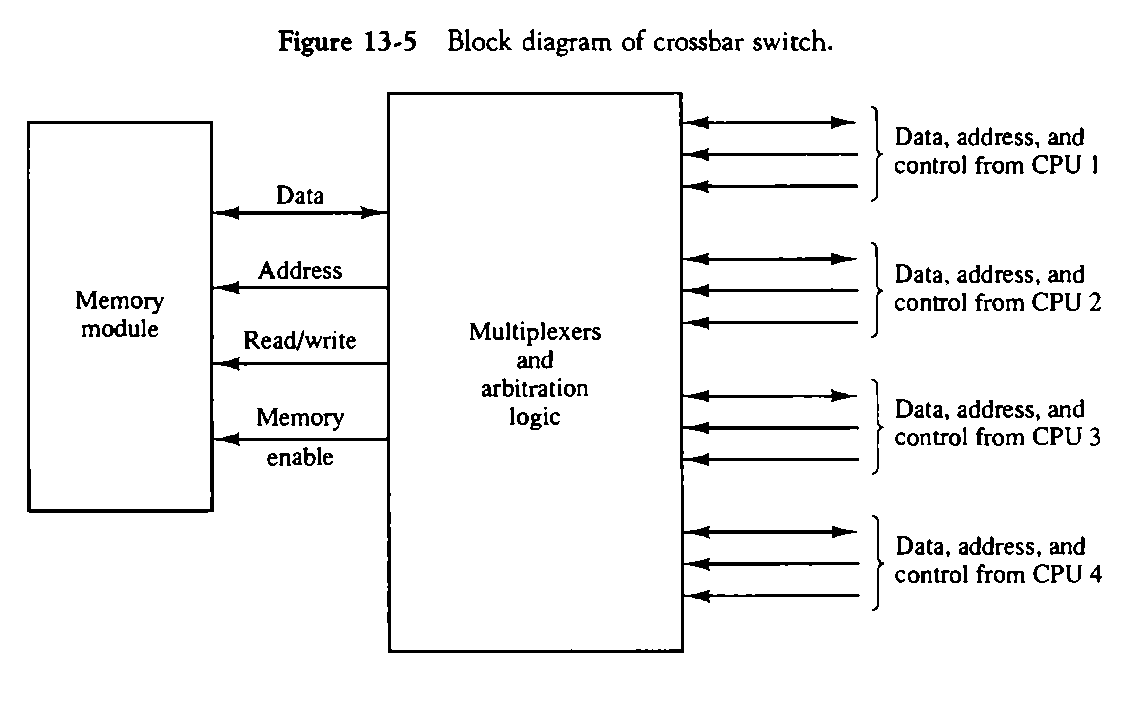 Figure 13-5 Block diagram of crossbar switch.
Memory
module
Data
Address
Read/write
Memory
enable
Multiplexers
and
arbitration
logic
Data, address, and
control from CPU 1
Data, address, and
control from CPU 2
Data, address, and
control from CPU 3
Data, address, and
control from CPU 4